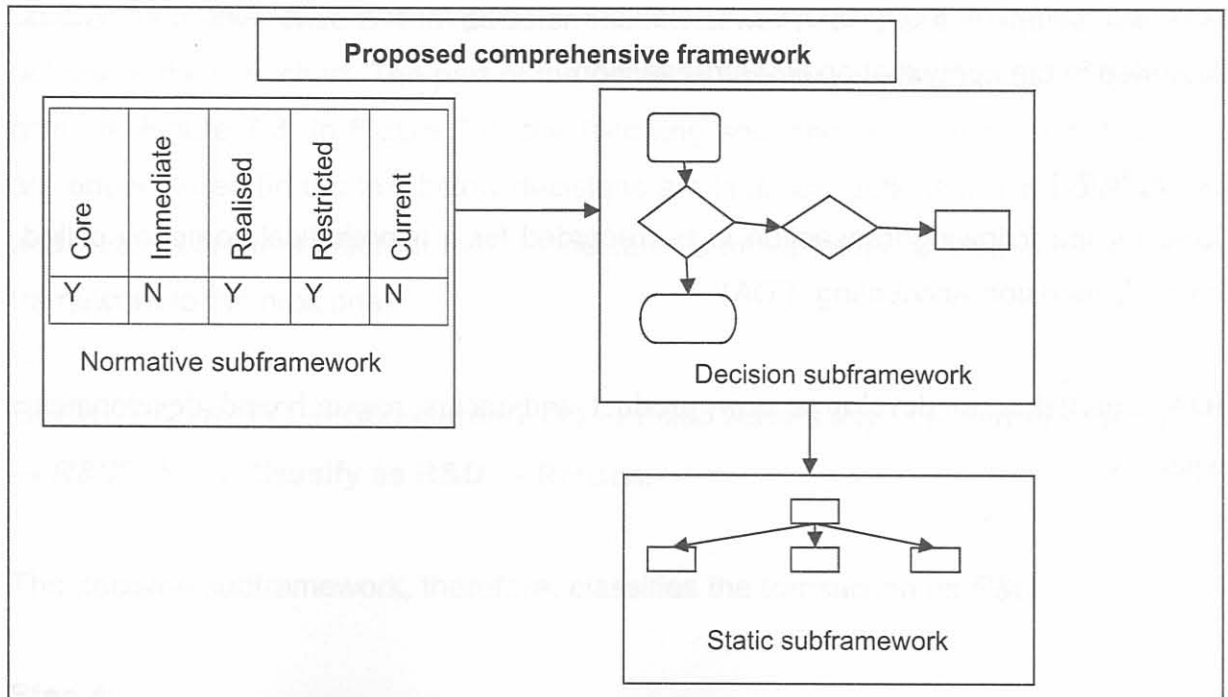 Proposed comprehensive framework
Core
Immediate
Realised
Restricted
Current
Y N Y Y N
Normative subframework
Decision subframework
Static subframework